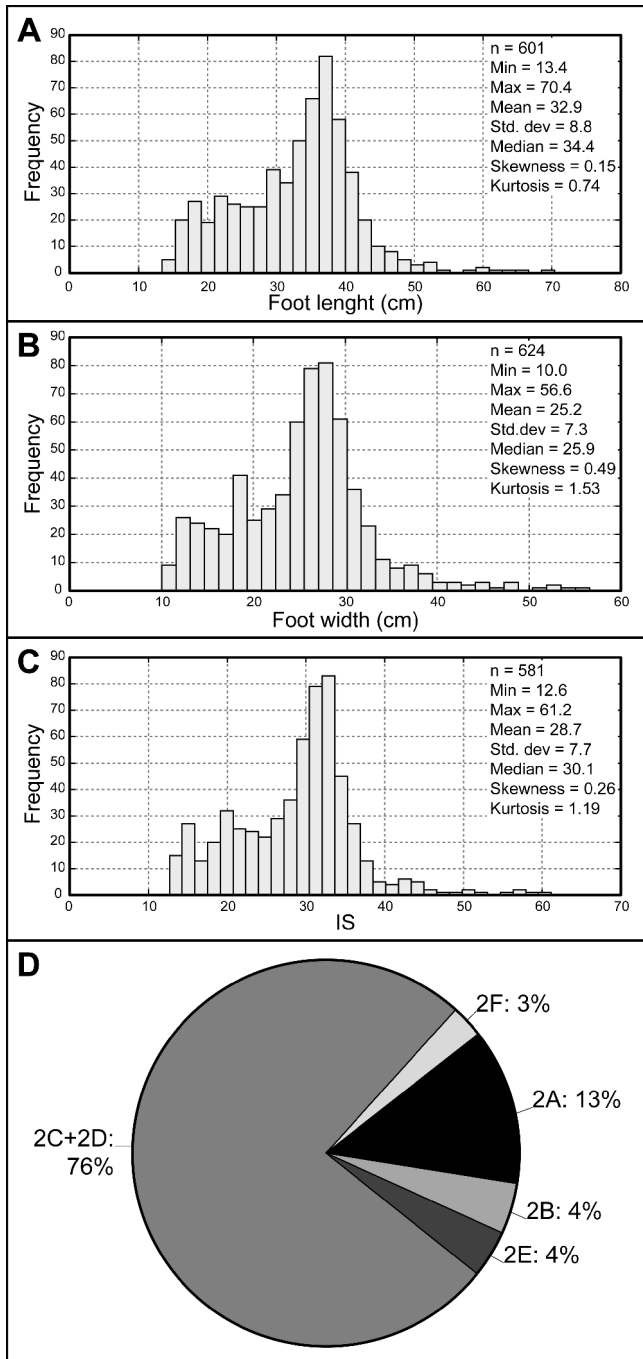 A
90
80
70
60
50
40
30
20
10
0
Frequency
n = 601
Min = 13.4
Max = 70.4
Mean = 32.9
Std. dev = 8.8
Median = 34.4
Skewness = 0.15
Kurtosis = 0.74
0 10 20 30 40 50 60 70 80
Foot lenght (cm)
B
90
80
70
60
50
40
30
20
10
0
Frequency
n = 624
Min = 10.0
Max = 56.6
Mean = 25.2
Std.dev = 7.3
Median = 25.9
Skewness = 0.49
Kurtosis = 1.53
0 10 20 30 40 50 60
Foot width (cm)
C
90
80
70
60
50
40
30
20
10
0
Frequency
n = 581
Min = 12.6
Max = 61.2
Mean = 28.7
Std. dev = 7.7
Median = 30.1
Skewness = 0.26
Kurtosis = 1.19
0 10 20 30 40 50 60 70
IS
D
2F: 3%
2A: 13%
2C+2D:
76%
2B: 4%
2E: 4%